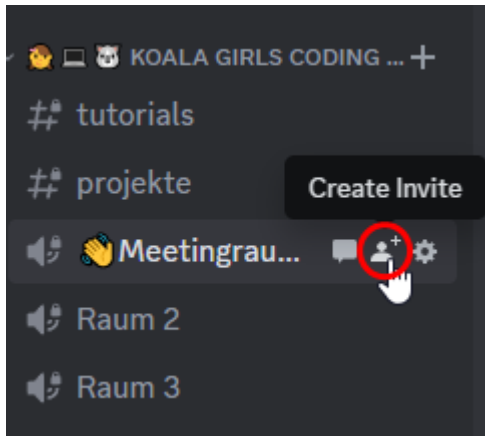 KOALA GIRLS CODING ...
tutorials
projekte
Create Invite
Meetingrau...
Raum 2
Raum 3